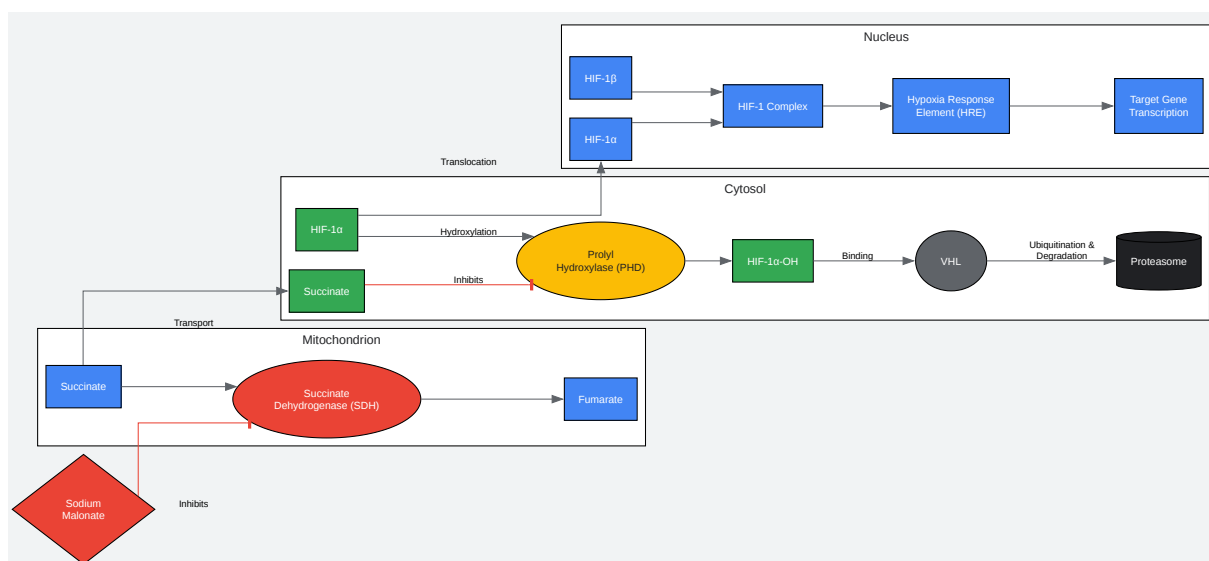 Nucleus
HIF-1β
HIF-1α
HIF-1 Complex
Hypoxia Response
Element (HRE)
Target Gene
Transcription
Translocation
Cytosol
HIF-1α
Hydroxylation
Succinate
Inhibits
Prolyl
Hydroxylase (PHD)
HIF-1α-OH
Binding
VHL
Ubiquitination &
Degradation
Proteasome
Transport
Mitochondrion
Succinate
Succinate
Dehydrogenase (SDH)
Fumarate
Sodium
Malonate
Inhibits